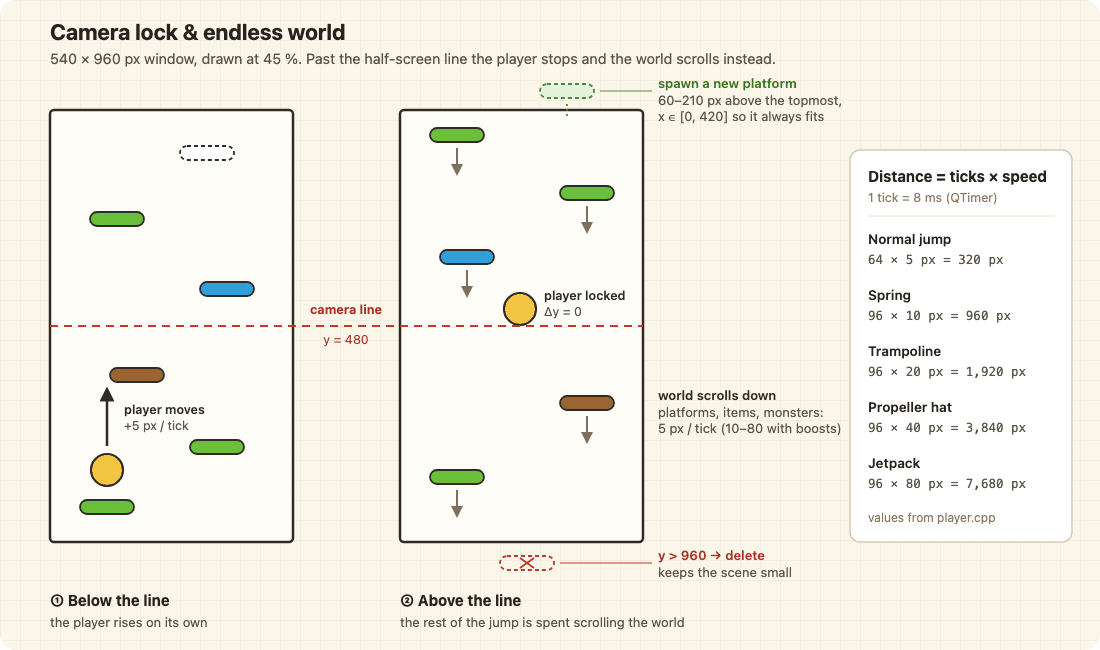 Camera lock & endless world
540 × 960 px window, drawn at 45 %. Past the half-screen line the player stops and the world scrolls instead.
spawn a new platform
60–210 px above the topmost,
x ∈ [0, 420] so it always fits
camera line
y = 480
player moves
+5 px / tick
player locked
Δy = 0
world scrolls down
platforms, items, monsters:
5 px / tick (10–80 with boosts)
y > 960 → delete
keeps the scene small
① Below the line
the player rises on its own
② Above the line
the rest of the jump is spent scrolling the world
Distance = ticks × speed
1 tick = 8 ms (QTimer)
Normal jump
64 × 5 px = 320 px
Spring
96 × 10 px = 960 px
Trampoline
96 × 20 px = 1,920 px
Propeller hat
96 × 40 px = 3,840 px
Jetpack
96 × 80 px = 7,680 px
values from player.cpp